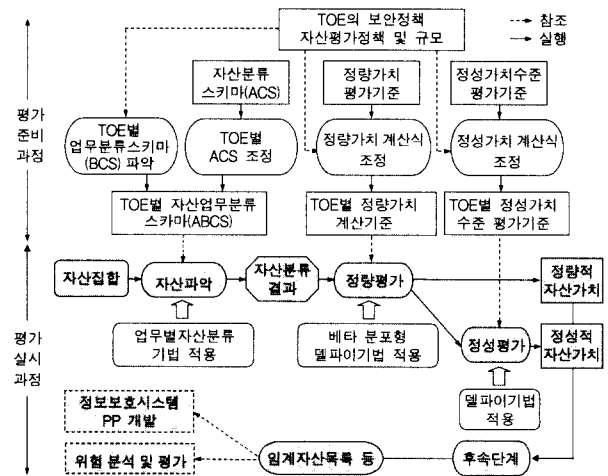 TOE의 보안정책
자산평가정책 및 규모
참조
실행
자산분류
스키마(ACS)
정량가치
평가기준
정성가치수준
평가기준
평가
준비
과정
TOE별
업무분류스키마
(BCS) 파악
TOE별
ACS 조정
정량가치 계산식
조정
정성가치 계산식
조정
TOE별 자산업무분류
스카마(ABCS)
TOE별 정량가치
계산기준
TOE별 정성가치
수준 평가기준
자산집합
자산파악
자산분류
결과
정량평가
정량적
자산가치
평가
실시
과정
업무별자산분류
기법 적용
베타 분포형
델파이기법 적용
정성평가
정성적
자산가치
델파이기법
적용
정보보호시스템
PP 개발
위험 분석 및 평가
임계자산목록 등
후속단계